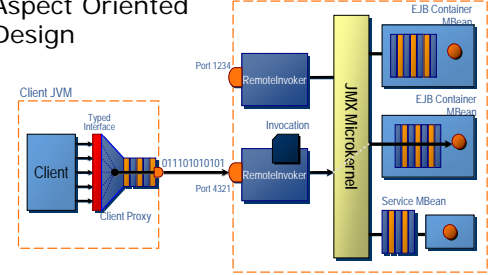 Aspect Oriented
Design
EJB Container
MBean
Port 1234
RemoteInvoker
Client JVM
Typed
Interface
Invocation
EJB Container
MBean
JMX Microkernel
Client
011101010101
RemoteInvoker
Port 4321
Client Proxy
Service MBean